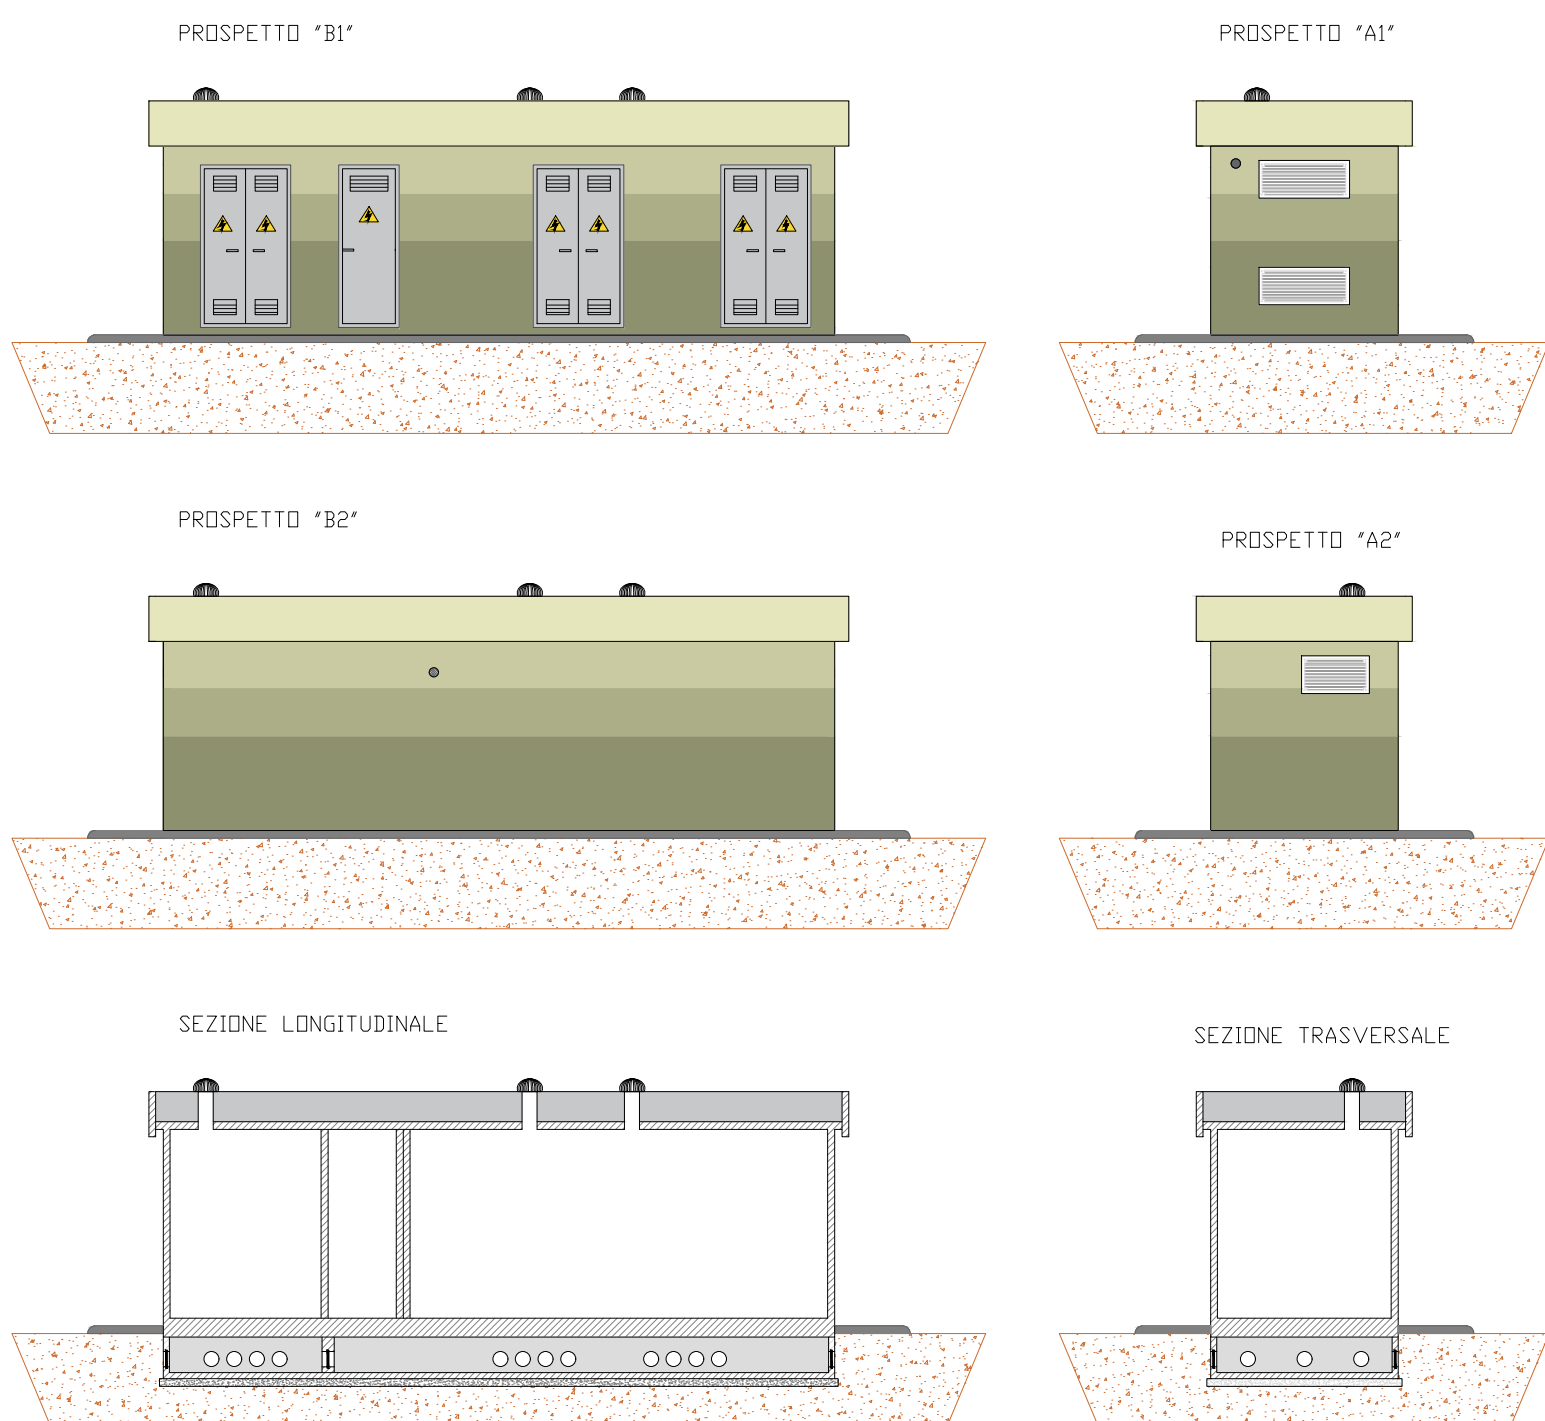 PROSPETTO "B1"
PROSPETTO "A1"
PROSPETTO "B2"
PROSPETTO "A2"
SEZIONE LONGITUDINALE
SEZIONE TRASVERSALE